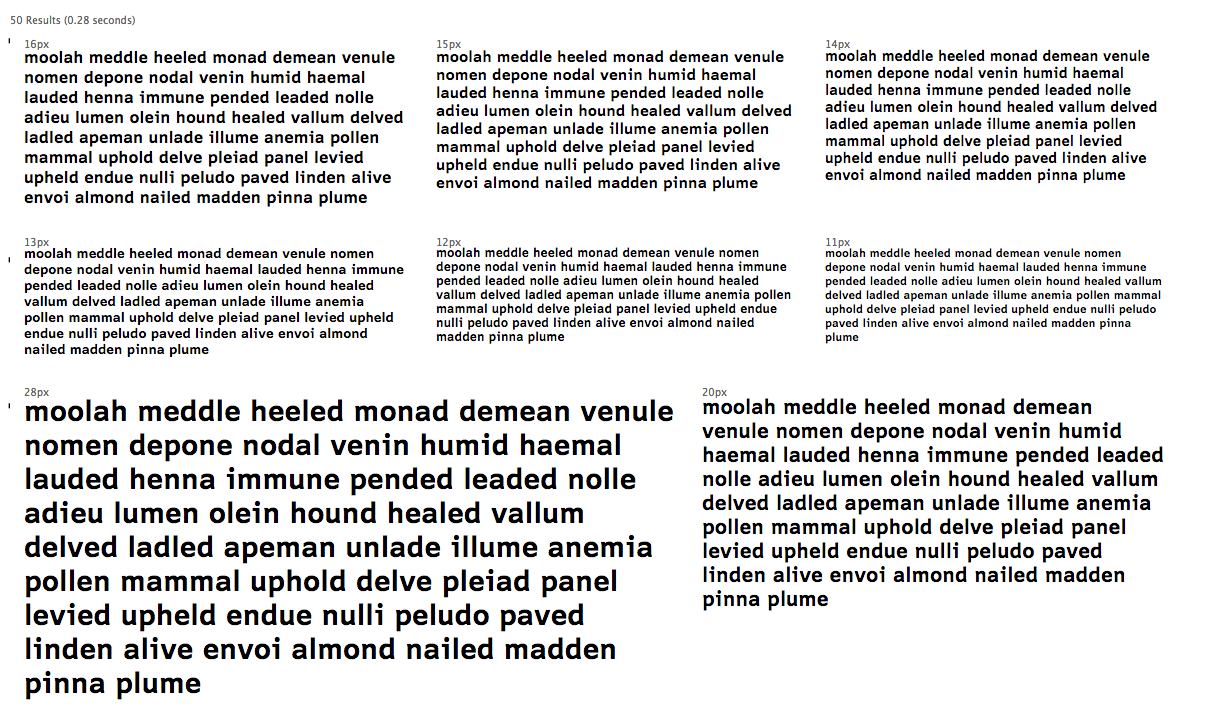 50 Results (0.28 seconds)
16px
moolah meddle heeled monad demean venule
nomen depone nodal venin humid haemal
lauded henna immune pended leaded nolle
adieu lumen olein hound healed vallum delved
ladled apeman unlade illume anemia pollen
mammal uphold delve pleiad panel levied
upheld endue nulli peludo paved linden alive
envoi almond nailed madden pinna plume
15px
moolah meddle heeled monad demean venule
nomen depone nodal venin humid haemal
lauded henna immune pended leaded nolle
adieu lumen olein hound healed vallum delved
ladled apeman unlade illume anemia pollen
mammal uphold delve pleiad panel levied
upheld endue nulli peludo paved linden alive
envoi almond nailed madden pinna plume
14px
moolah meddle heeled monad demean venule
nomen depone nodal venin humid haemal
lauded henna immune pended leaded nolle
adieu lumen olein hound healed vallum delved
ladled apeman unlade illume anemia pollen
mammal uphold delve pleiad panel levied
upheld endue nulli peludo paved linden alive
envoi almond nailed madden pinna plume
13px
moolah meddle heeled monad demean venule nomen
depone nodal venin humid haemal lauded henna immune
pended leaded nolle adieu lumen olein hound healed
vallum delved ladled apeman unlade illume anemia
pollen mammal uphold delve pleiad panel levied upheld
endue nulli peludo paved linden alive envoi almond
nailed madden pinna plume
12px
moolah meddle heeled monad demean venule nomen
depone nodal venin humid haemal lauded henna immune
pended leaded nolle adieu lumen olein hound healed
vallum delved ladled apeman unlade illume anemia pollen
mammal uphold delve pleiad panel levied upheld endue
nulli peludo paved linden alive envoi almond nailed
madden pinna plume
11px
moolah meddle heeled monad demean venule nomen
depone nodal venin humid haemal lauded henna immune
pended leaded nolle adieu lumen olein hound healed vallum
delved ladled apeman unlade illume anemia pollen mammal
uphold delve pleiad panel levied upheld endue nulli peludo
paved linden alive envoi almond nailed madden pinna
plume
28px
moolah meddle heeled monad demean venule
nomen depone nodal venin humid haemal
lauded henna immune pended leaded nolle
adieu lumen olein hound healed vallum
delved ladled apeman unlade illume anemia
pollen mammal uphold delve pleiad panel
levied upheld endue nulli peludo paved
linden alive envoi almond nailed madden
pinna plume
20px
moolah meddle heeled monad demean
venule nomen depone nodal venin humid
haemal lauded henna immune pended leaded
nolle adieu lumen olein hound healed vallum
delved ladled apeman unlade illume anemia
pollen mammal uphold delve pleiad panel
levied upheld endue nulli peludo paved
linden alive envoi almond nailed madden
pinna plume